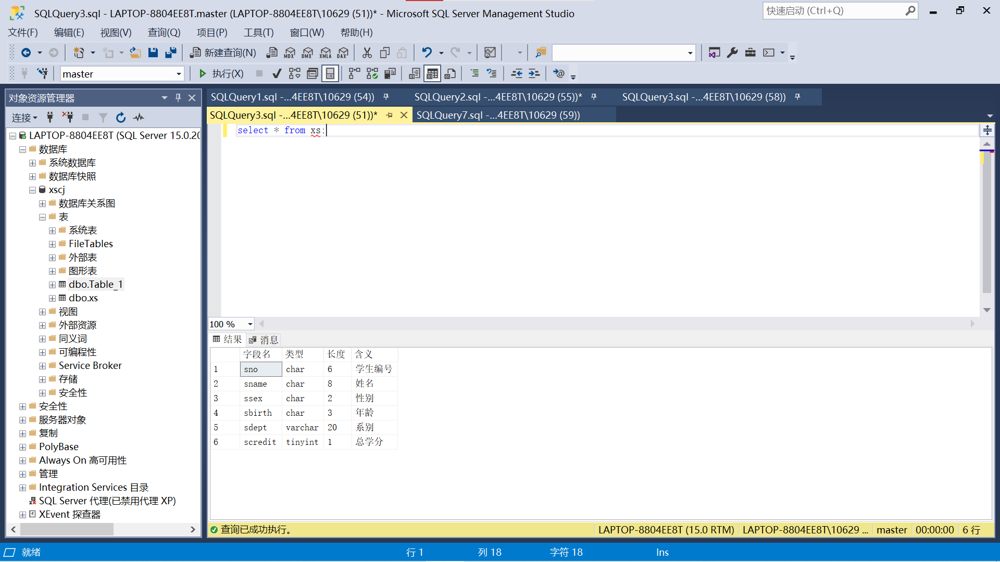 SQLQuery3.sql - LAPTOP-8804EE8T.master (LAPTOP-8804EE8T\10629 (51))* - Microsoft SQL Server Management Studio
快速启动 (Ctrl+Q)
文件(F) 编辑(E) 视图(V) 查询(Q) 项目(P) 工具(T) 窗口(W) 帮助(H)
新建查询(N) MDX DMX XMLA DAX
master 执行(X)
对象资源管理器
连接
LAPTOP-8804EE8T (SQL Server 15.0.20
数据库
系统数据库
数据库快照
xscj
数据库关系图
表
系统表
FileTables
外部表
图形表
dbo.Table_1
dbo.xs
视图
外部资源
同义词
可编程性
Service Broker
存储
安全性
安全性
服务器对象
复制
PolyBase
Always On 高可用性
管理
Integration Services 目录
SQL Server 代理(已禁用代理 XP)
XEvent 探查器
SQLQuery1.sql -...4EE8T\10629 (54)) SQLQuery2.sql -...4EE8T\10629 (55))* SQLQuery3.sql -...4EE8T\10629 (58))
SQLQuery3.sql -...4EE8T\10629 (51))* SQLQuery7.sql -...4EE8T\10629 (59))
select * from xs;
100 %
结果 消息
字段名 类型 长度 含义
1 sno char 6 学生编号
2 sname char 8 姓名
3 ssex char 2 性别
4 sbirth char 3 年龄
5 sdept varchar 20 系别
6 scredit tinyint 1 总学分
查询已成功执行。 LAPTOP-8804EE8T (15.0 RTM) LAPTOP-8804EE8T\10629 ... master 00:00:00 6 行
就绪 行 1 列 18 字符 18 Ins